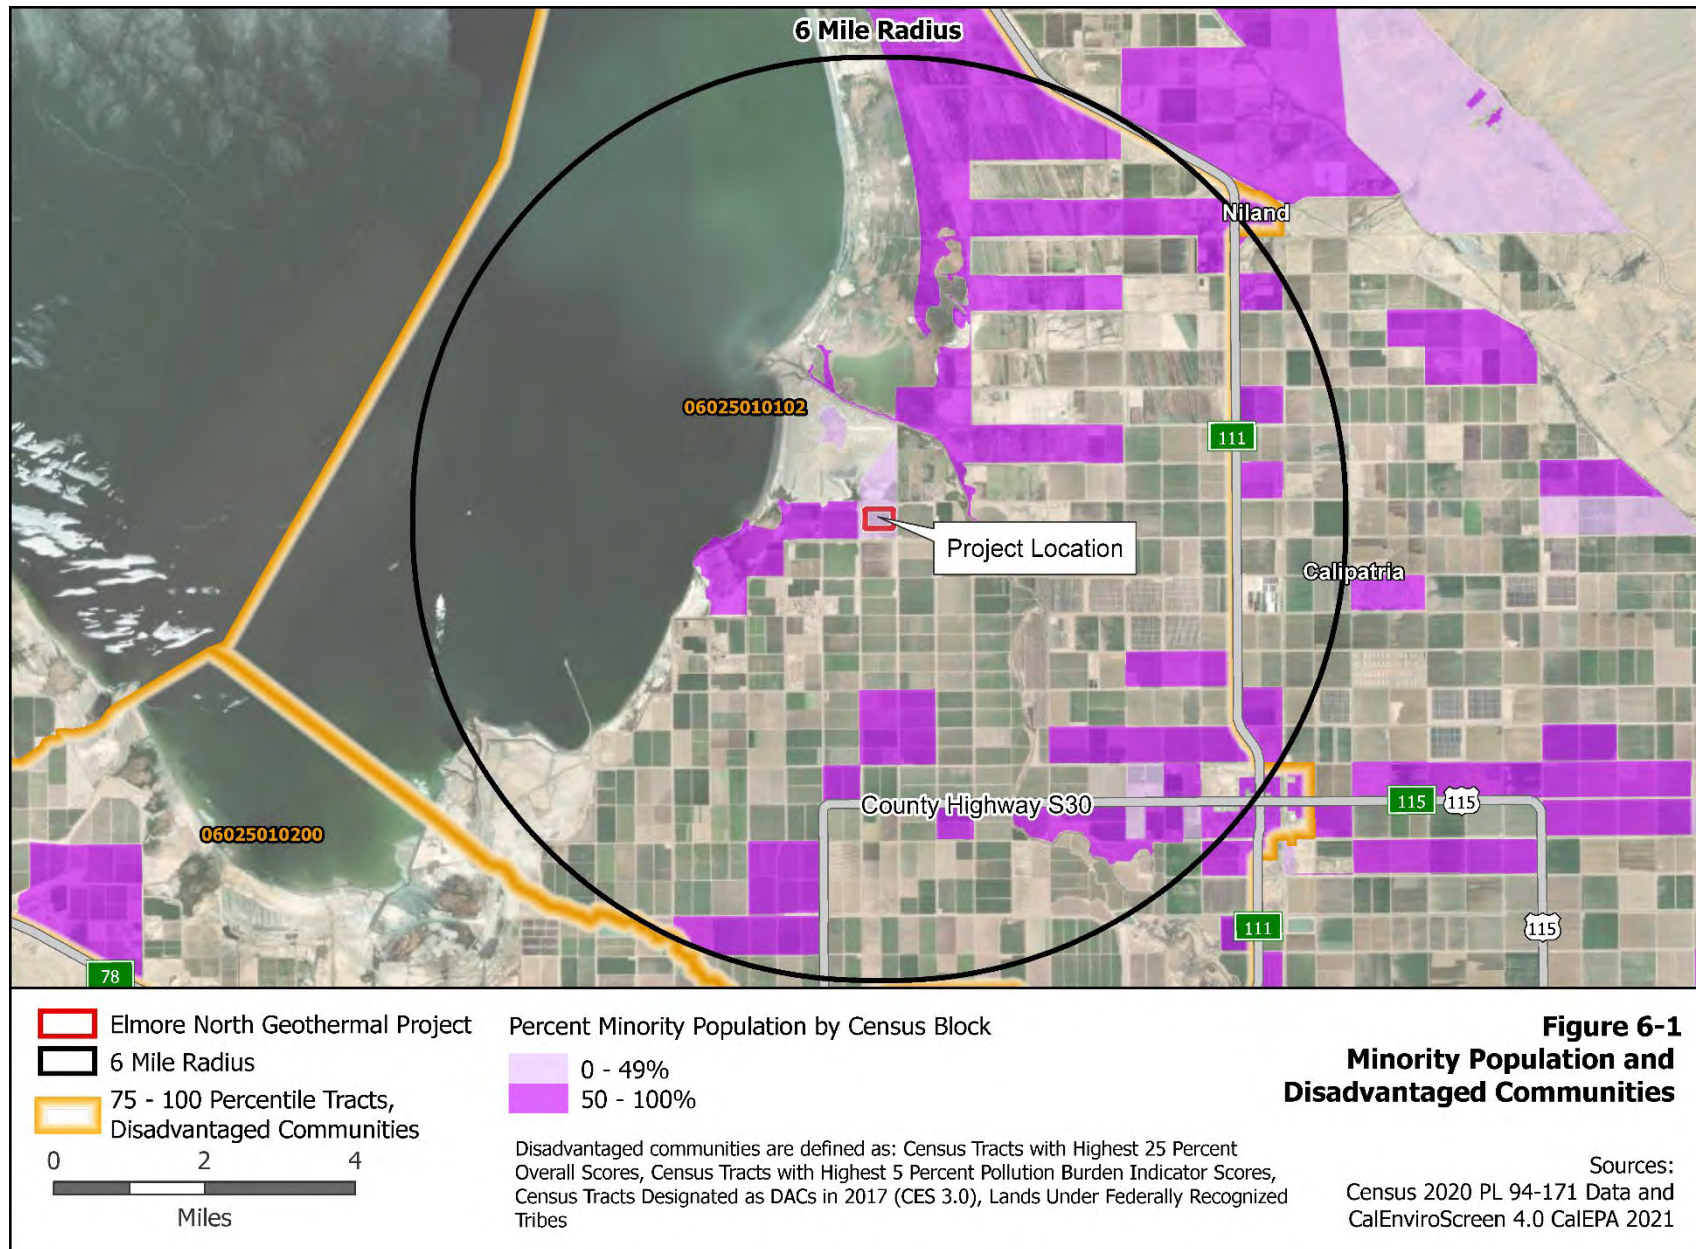 6 Mile Radius
Niland
06025010102
111
Project Location
Calipatria
County Highway S30
115
115
06025010200
111
115
78
Elmore North Geothermal Project
6 Mile Radius
75 - 100 Percentile Tracts,
Disadvantaged Communities
0 2 4
Miles
Percent Minority Population by Census Block
0 - 49%
50 - 100%
Disadvantaged communities are defined as: Census Tracts with Highest 25 Percent
Overall Scores, Census Tracts with Highest 5 Percent Pollution Burden Indicator Scores,
Census Tracts Designated as DACs in 2017 (CES 3.0), Lands Under Federally Recognized
Tribes
Figure 6-1
Minority Population and
Disadvantaged Communities
Sources:
Census 2020 PL 94-171 Data and
CalEnviroScreen 4.0 CalEPA 2021